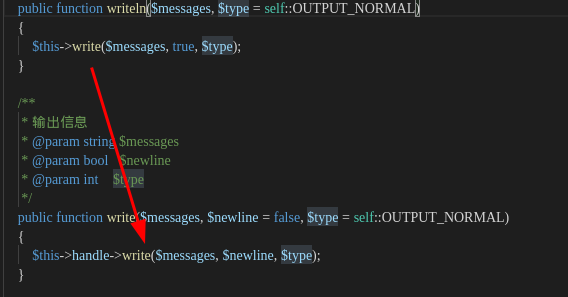 public function writeln($messages, $type = self::OUTPUT_NORMAL)
{
$this->write($messages, true, $type);
}
/**
* 输出信息
* @param string $messages
* @param bool $newline
* @param int $type
*/
public function write($messages, $newline = false, $type = self::OUTPUT_NORMAL)
{
$this->handle->write($messages, $newline, $type);
}